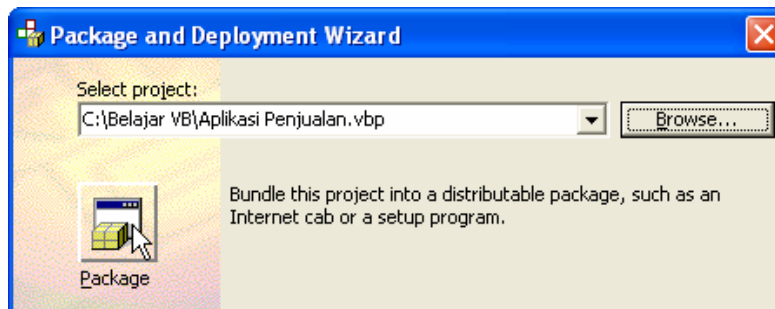 Package and Deployment Wizard
Select project:
C:\Belajar VB\Aplikasi Penjualan.vbp
Browse...
Bundle this project into a distributable package, such as an
Internet cab or a setup program.
Package